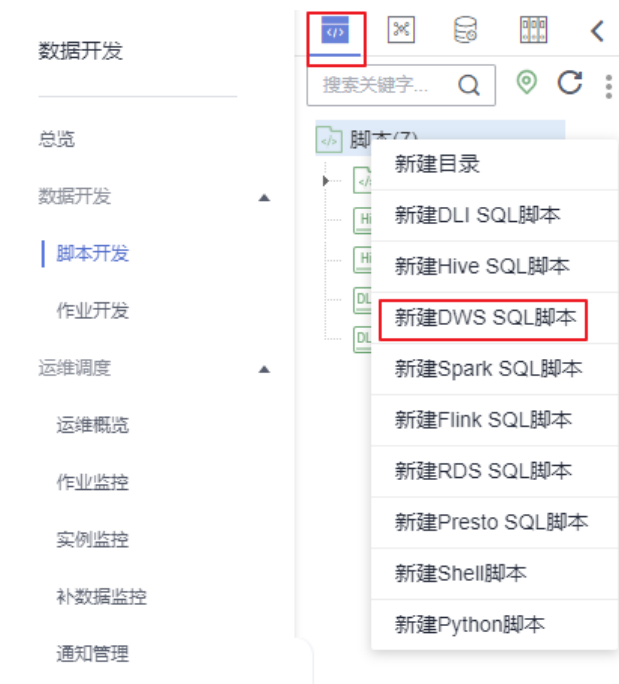 数据开发
总览
数据开发
脚本开发
作业开发
运维调度
运维概览
作业监控
实例监控
补数据监控
通知管理
搜索关键字...
脚本(7)
新建目录
新建DLI SQL脚本
新建Hive SQL脚本
新建DWS SQL脚本
新建Spark SQL脚本
新建Flink SQL脚本
新建RDS SQL脚本
新建Presto SQL脚本
新建Shell脚本
新建Python脚本